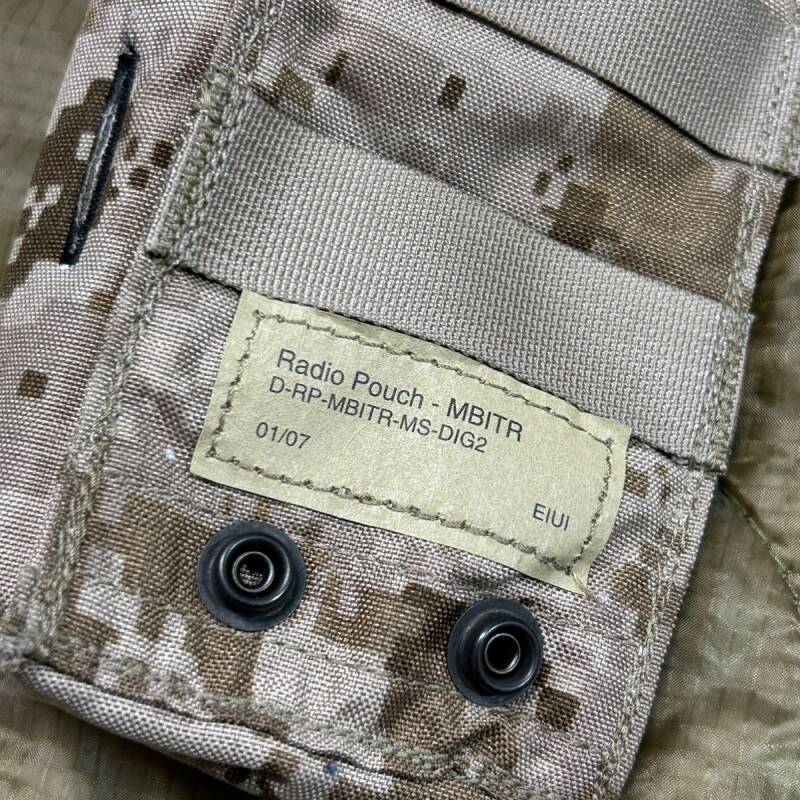 Radio Pouch - MBITR
D-RP-MBITR-MS-DIG2
01/07
EIUI